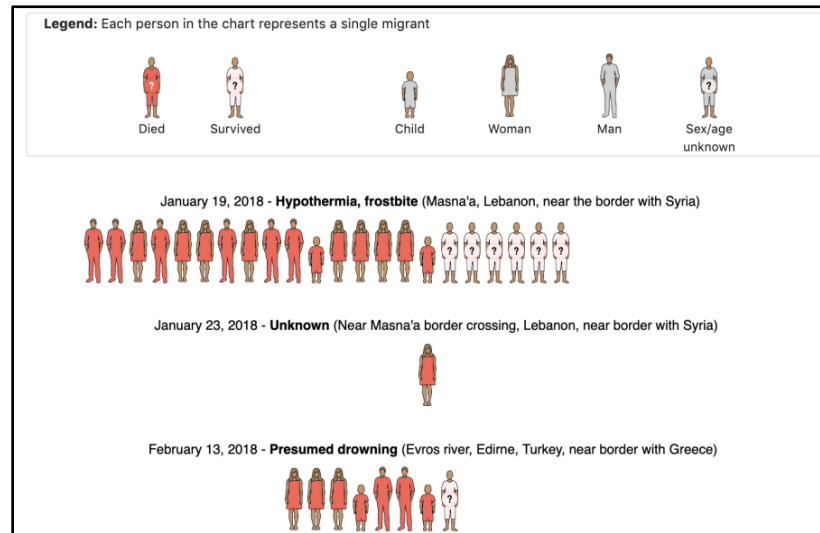 Legend: Each person in the chart represents a single migrant
? ?
?
Died Survived Child Woman Man Sex/age
unknown
January 19, 2018 - Hypothermia, frostbite (Masna'a, Lebanon, near the border with Syria)
? ? ? ? ? ?
January 23, 2018 - Unknown (Near Masna'a border crossing, Lebanon, near border with Syria)
February 13, 2018 - Presumed drowning (Evros river, Edirne, Turkey, near border with Greece)
?